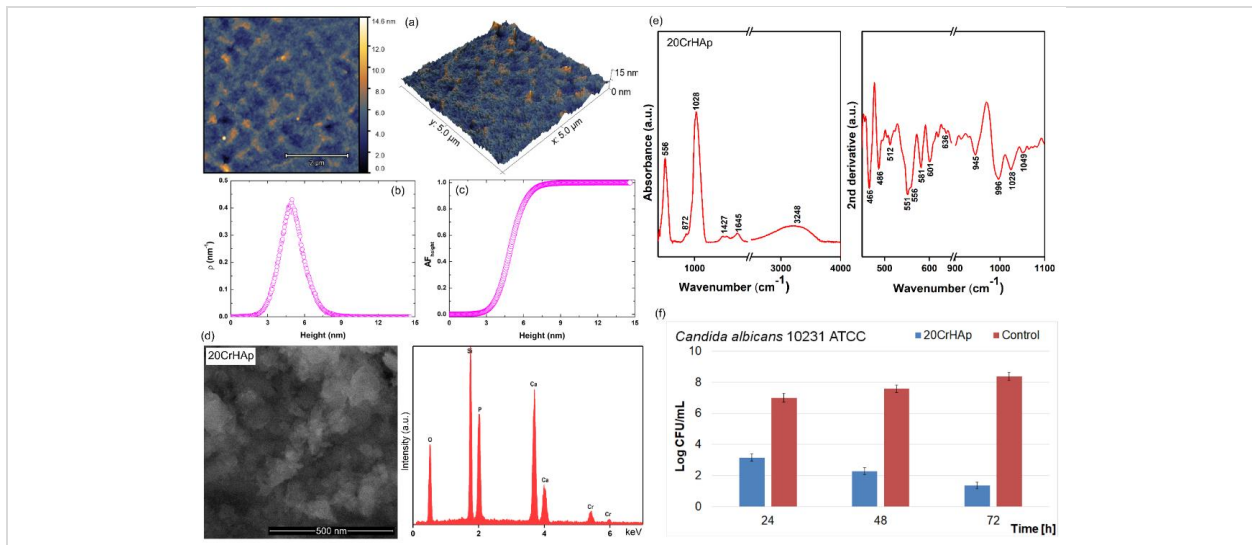 (a)
14.6 nm
12.0
10.0
8.0
6.0
4.0
2.0
0.0
2 µm
15 nm
0 nm
y: 5.0 µm
x: 5.0 µm
(b)
0.5
0.4
0.3
0.2
0.1
0.0
ρ (nm⁻¹)
0 3 6 9 12 15
Height (nm)
(c)
1.0
0.8
0.6
0.4
0.2
0.0
AFheight
0 3 6 9 12 15
Height (nm)
(d)
20CrHAp
500 nm
Intensity (a.u.)
O
Si
P
Ca
Ca
Cr
Cr
0 2 4 6
keV
(e)
20CrHAp
Absorbance (a.u.)
556
872
1028
1427
1645
3248
1000 3000 4000
Wavenumber (cm⁻¹)
2nd derivative (a.u.)
466
486
512
551
556
581
601
636
945
996
1028
1049
500 550 600 900 1000 1100
Wavenumber (cm⁻¹)
(f)
Candida albicans 10231 ATCC
20CrHAp
Control
Log CFU/mL
10
8
6
4
2
0
24 48 72
Time [h]